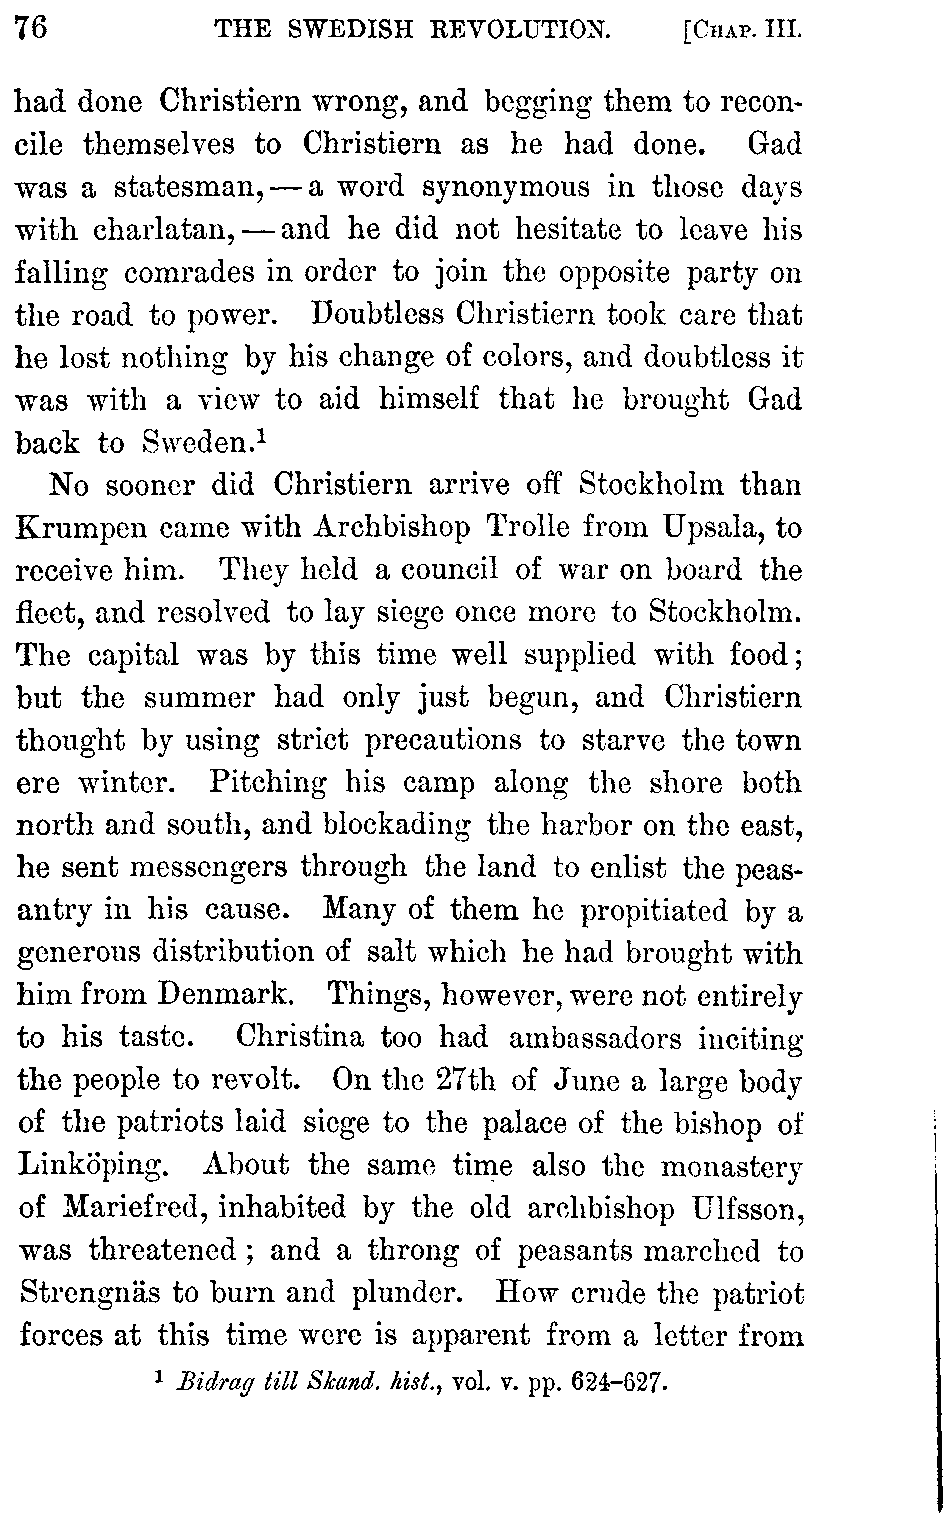 76 THE SWEDISH REVOLUTION. [CHAP. III.
had done Christiern wrong, and begging them to recon-
cile themselves to Christiern as he had done. Gad
was a statesman,—a word synonymous in those days
with charlatan,—and he did not hesitate to leave his
falling comrades in order to join the opposite party on
the road to power. Doubtless Christiern took care that
he lost nothing by his change of colors, and doubtless it
was with a view to aid himself that he brought Gad
back to Sweden.¹
No sooner did Christiern arrive off Stockholm than
Krumpen came with Archbishop Trolle from Upsala, to
receive him. They held a council of war on board the
fleet, and resolved to lay siege once more to Stockholm.
The capital was by this time well supplied with food;
but the summer had only just begun, and Christiern
thought by using strict precautions to starve the town
ere winter. Pitching his camp along the shore both
north and south, and blockading the harbor on the east,
he sent messengers through the land to enlist the peas-
antry in his cause. Many of them he propitiated by a
generous distribution of salt which he had brought with
him from Denmark. Things, however, were not entirely
to his taste. Christina too had ambassadors inciting
the people to revolt. On the 27th of June a large body
of the patriots laid siege to the palace of the bishop of
Linköping. About the same time also the monastery
of Mariefred, inhabited by the old archbishop Ulfsson,
was threatened; and a throng of peasants marched to
Strengnäs to burn and plunder. How crude the patriot
forces at this time were is apparent from a letter from
¹ Bidrag till Skand. hist., vol. v. pp. 624–627.